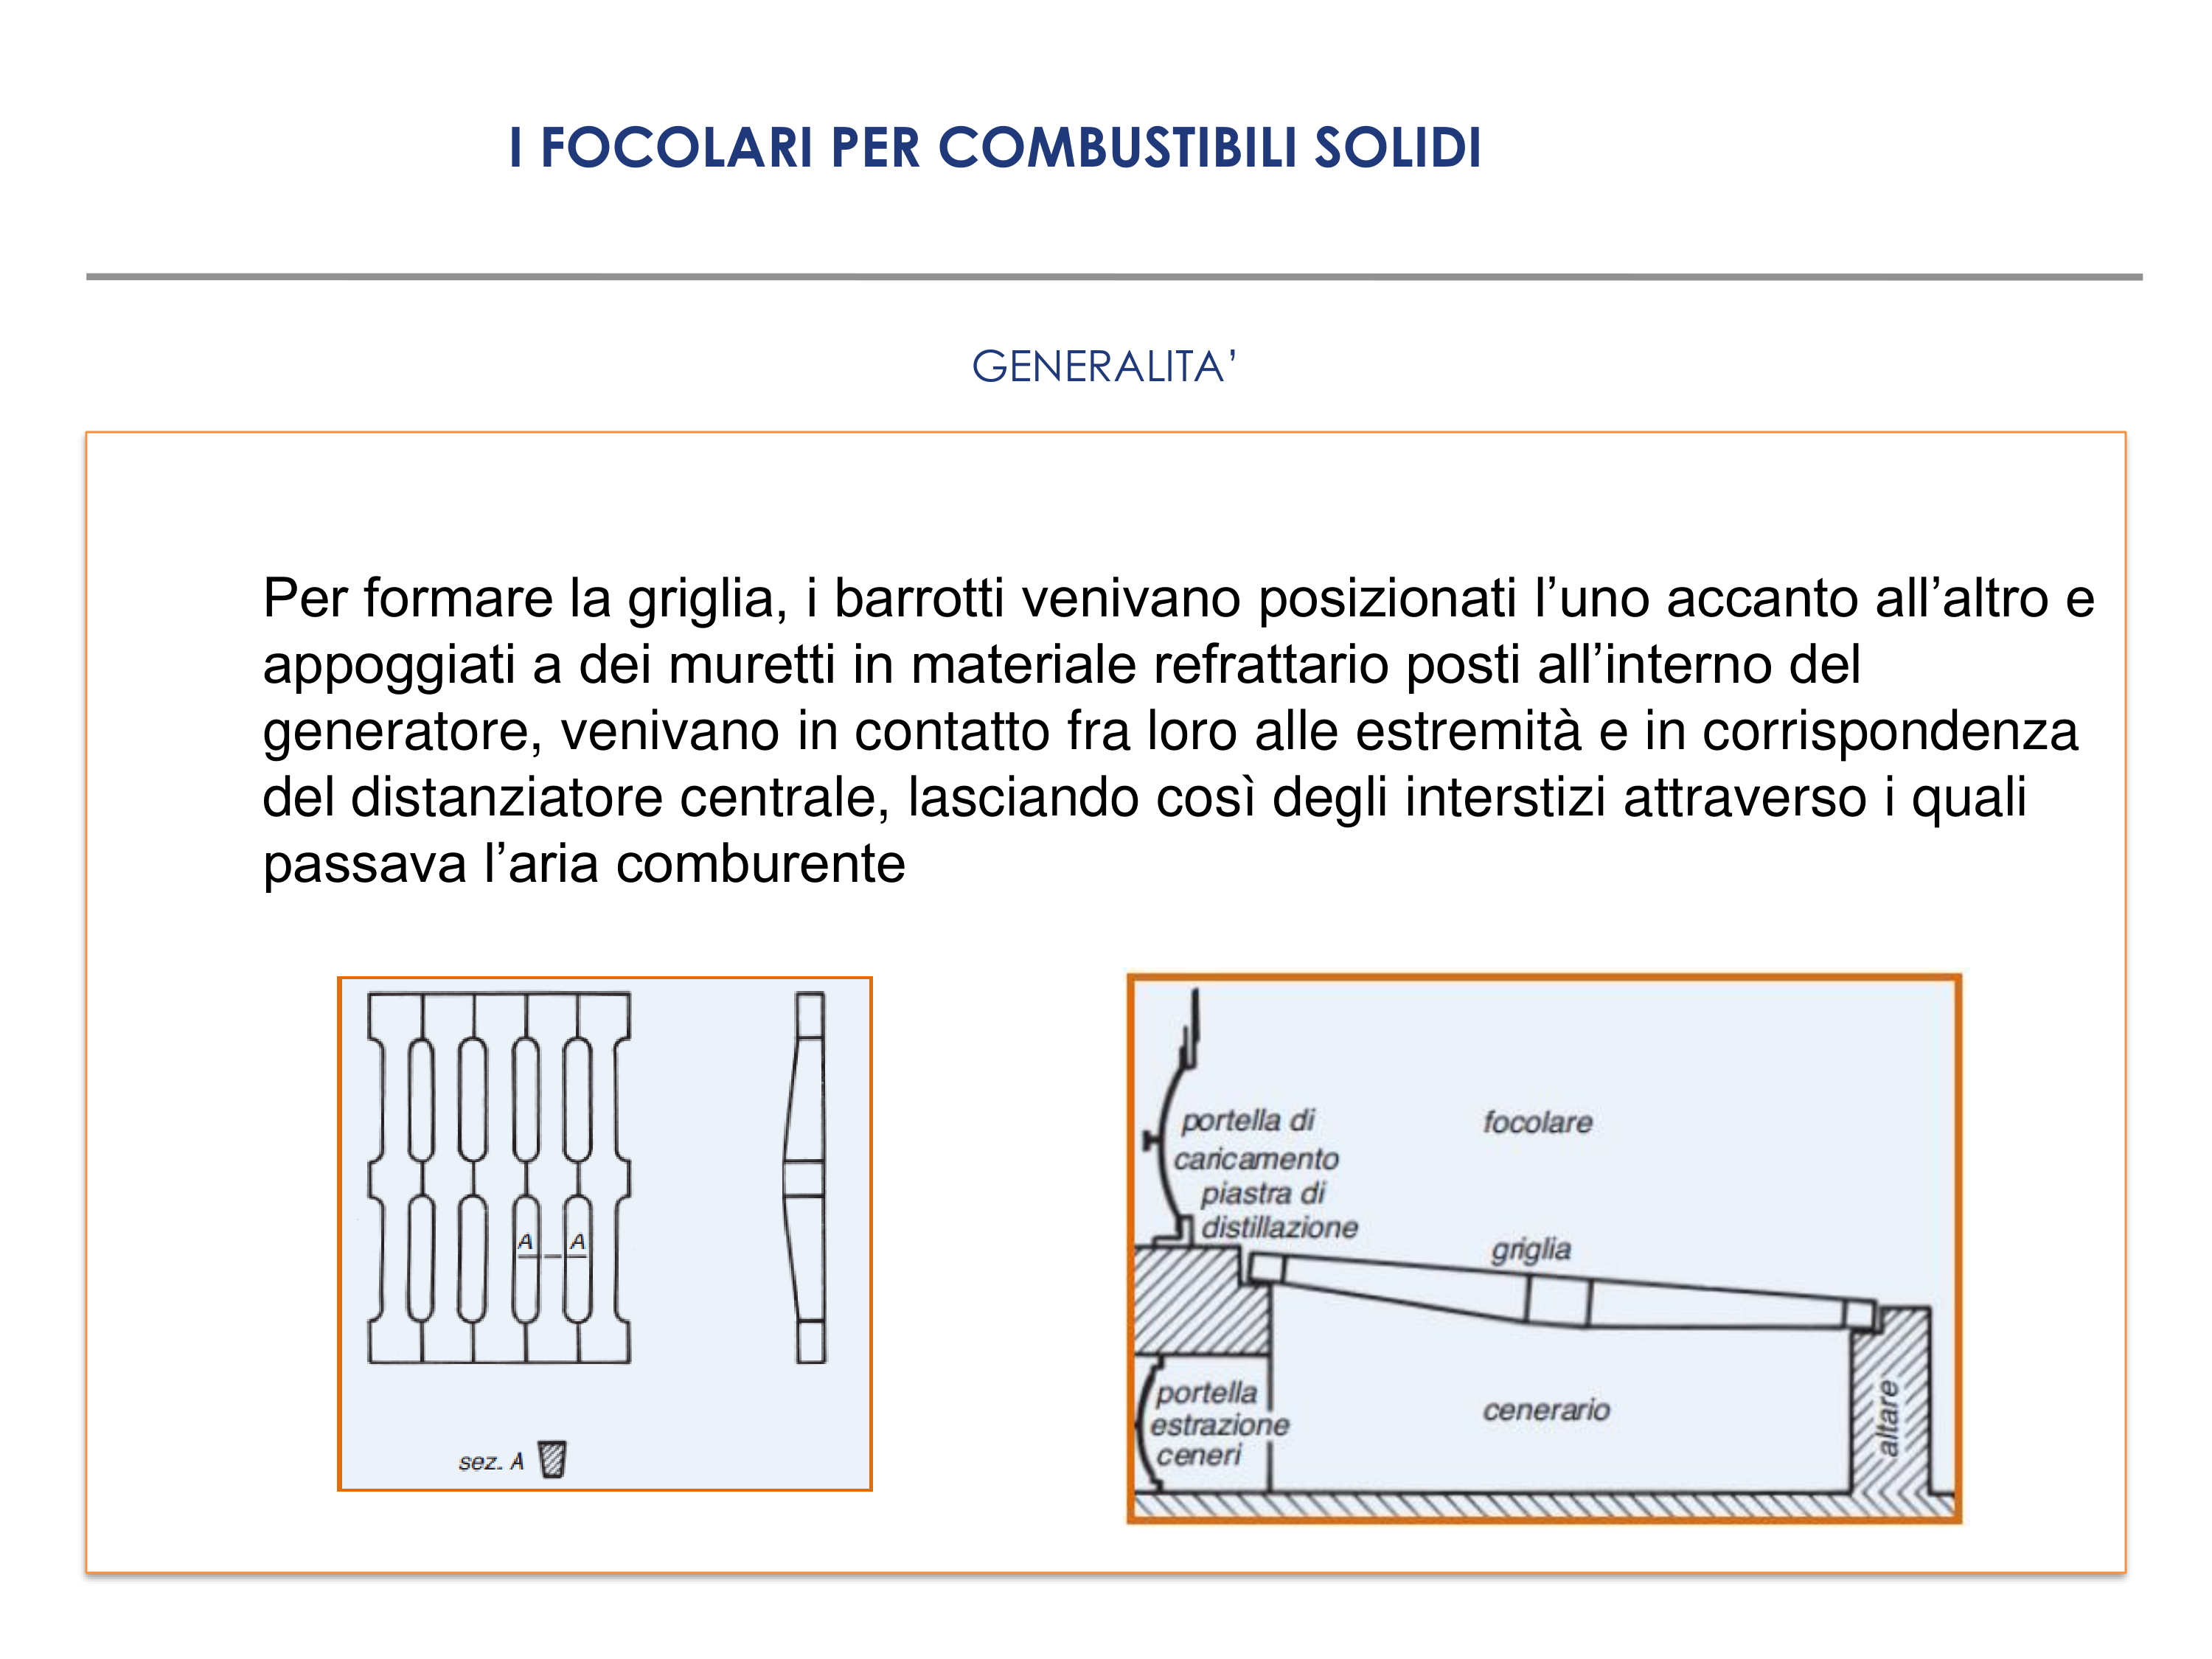 I FOCOLARI PER COMBUSTIBILI SOLIDI
GENERALITA’
Per formare la griglia, i barrotti venivano posizionati l’uno accanto all’altro e
appoggiati a dei muretti in materiale refrattario posti all’interno del
generatore, venivano in contatto fra loro alle estremità e in corrispondenza
del distanziatore centrale, lasciando così degli interstizi attraverso i quali
passava l’aria comburente
A A
sez. A
portella di
caricamento
piastra di
distillazione
focolare
griglia
portella
estrazione
ceneri
cenerario
altare